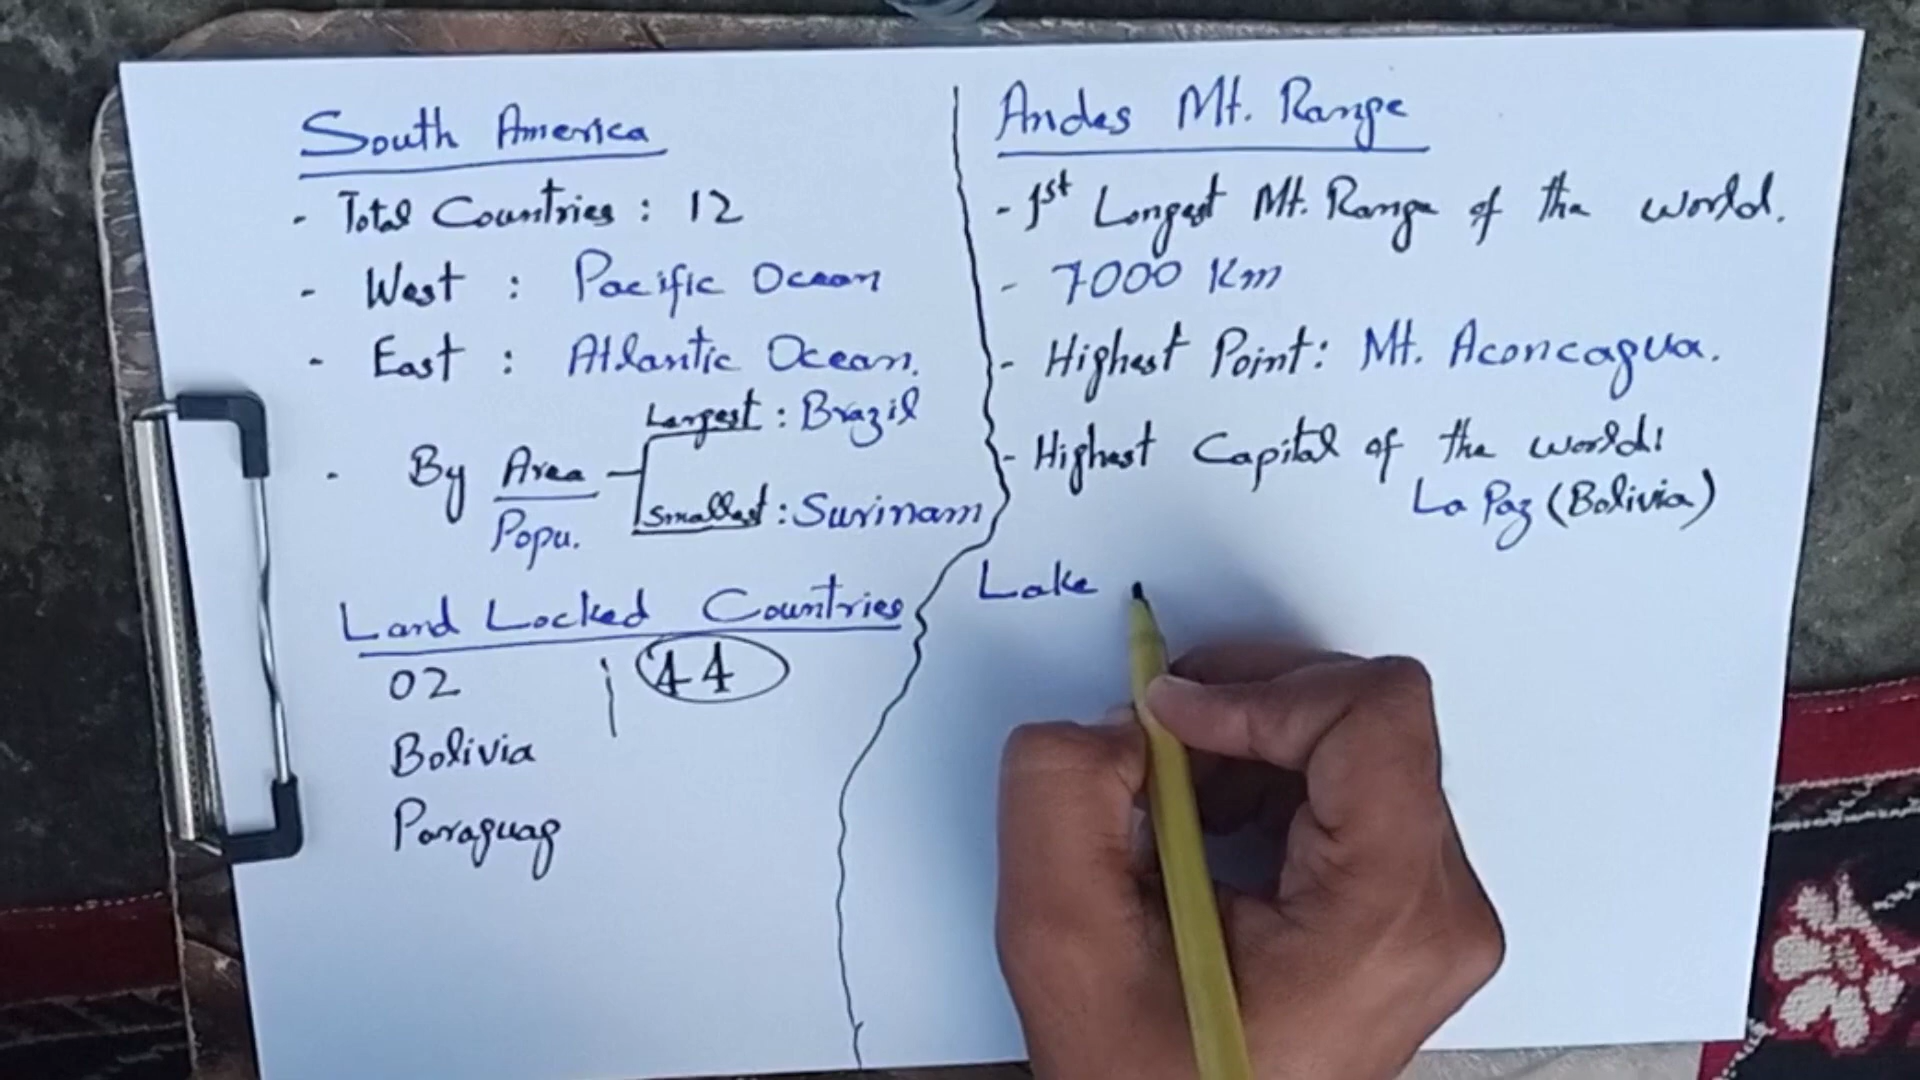 South America
- Total Countries : 12
- West : Pacific Ocean
- East : Atlantic Ocean.
- By Area
Popu.
Largest : Brazil
Smallest : Surinam
Land Locked Countries
02
44
Bolivia
Paraguay
Andes Mt. Range
- 1st Longest Mt. Range of the world.
- 7000 Km
- Highest Point : Mt. Aconcagua.
- Highest Capital of the world:
La Paz (Bolivia)
Lake